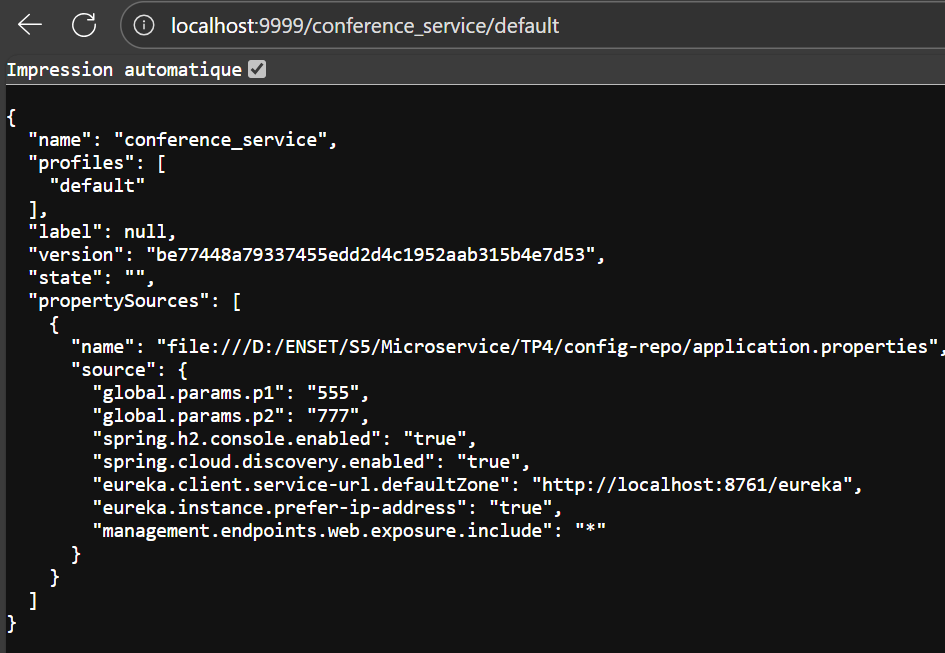 localhost:9999/conference_service/default
Impression automatique
{
  "name": "conference_service",
  "profiles": [
    "default"
  ],
  "label": null,
  "version": "be77448a79337455edd2d4c1952aab315b4e7d53",
  "state": "",
  "propertySources": [
    {
      "name": "file:///D:/ENSET/S5/Microservice/TP4/config-repo/application.properties",
      "source": {
        "global.params.p1": "555",
        "global.params.p2": "777",
        "spring.h2.console.enabled": "true",
        "spring.cloud.discovery.enabled": "true",
        "eureka.client.service-url.defaultZone": "http://localhost:8761/eureka",
        "eureka.instance.prefer-ip-address": "true",
        "management.endpoints.web.exposure.include": "*"
      }
    }
  ]
}